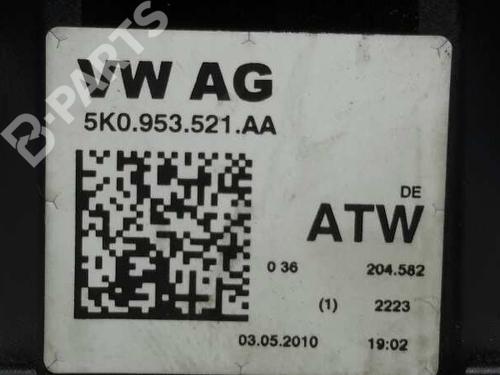 VW AG
5K0.953.521.AA
DE
ATW
0 36 204.582
(1) 2223
03.05.2010 19:02
B-PARTS